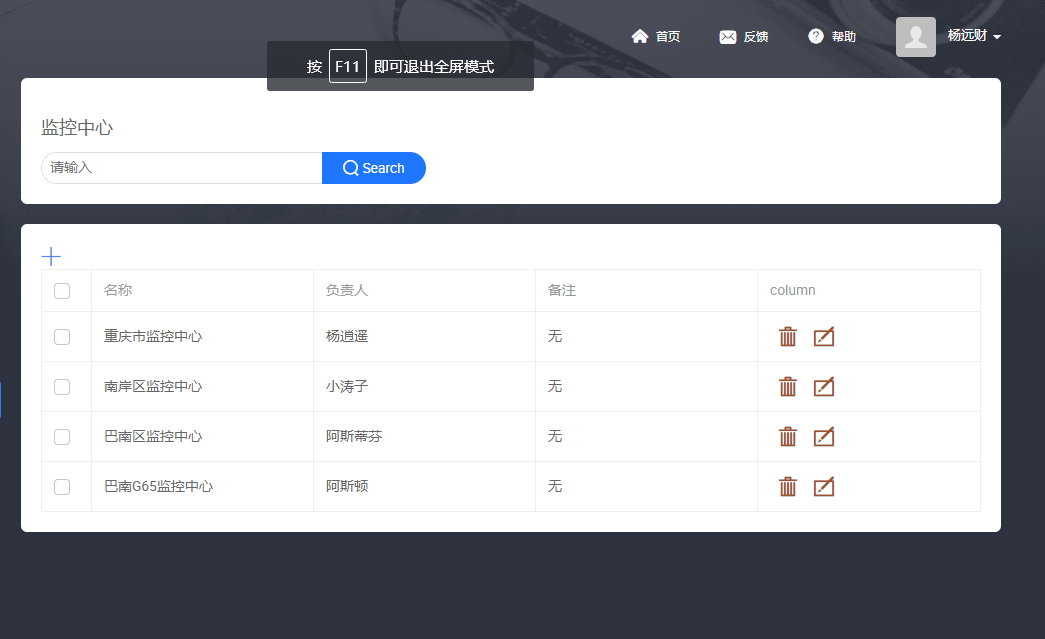 首页 反馈 帮助 杨远财
按 F11 即可退出全屏模式
监控中心
请输入 Search
名称 负责人 备注 column
重庆市监控中心 杨逍遥 无
南岸区监控中心 小涛子 无
巴南区监控中心 阿斯蒂芬 无
巴南G65监控中心 阿斯顿 无